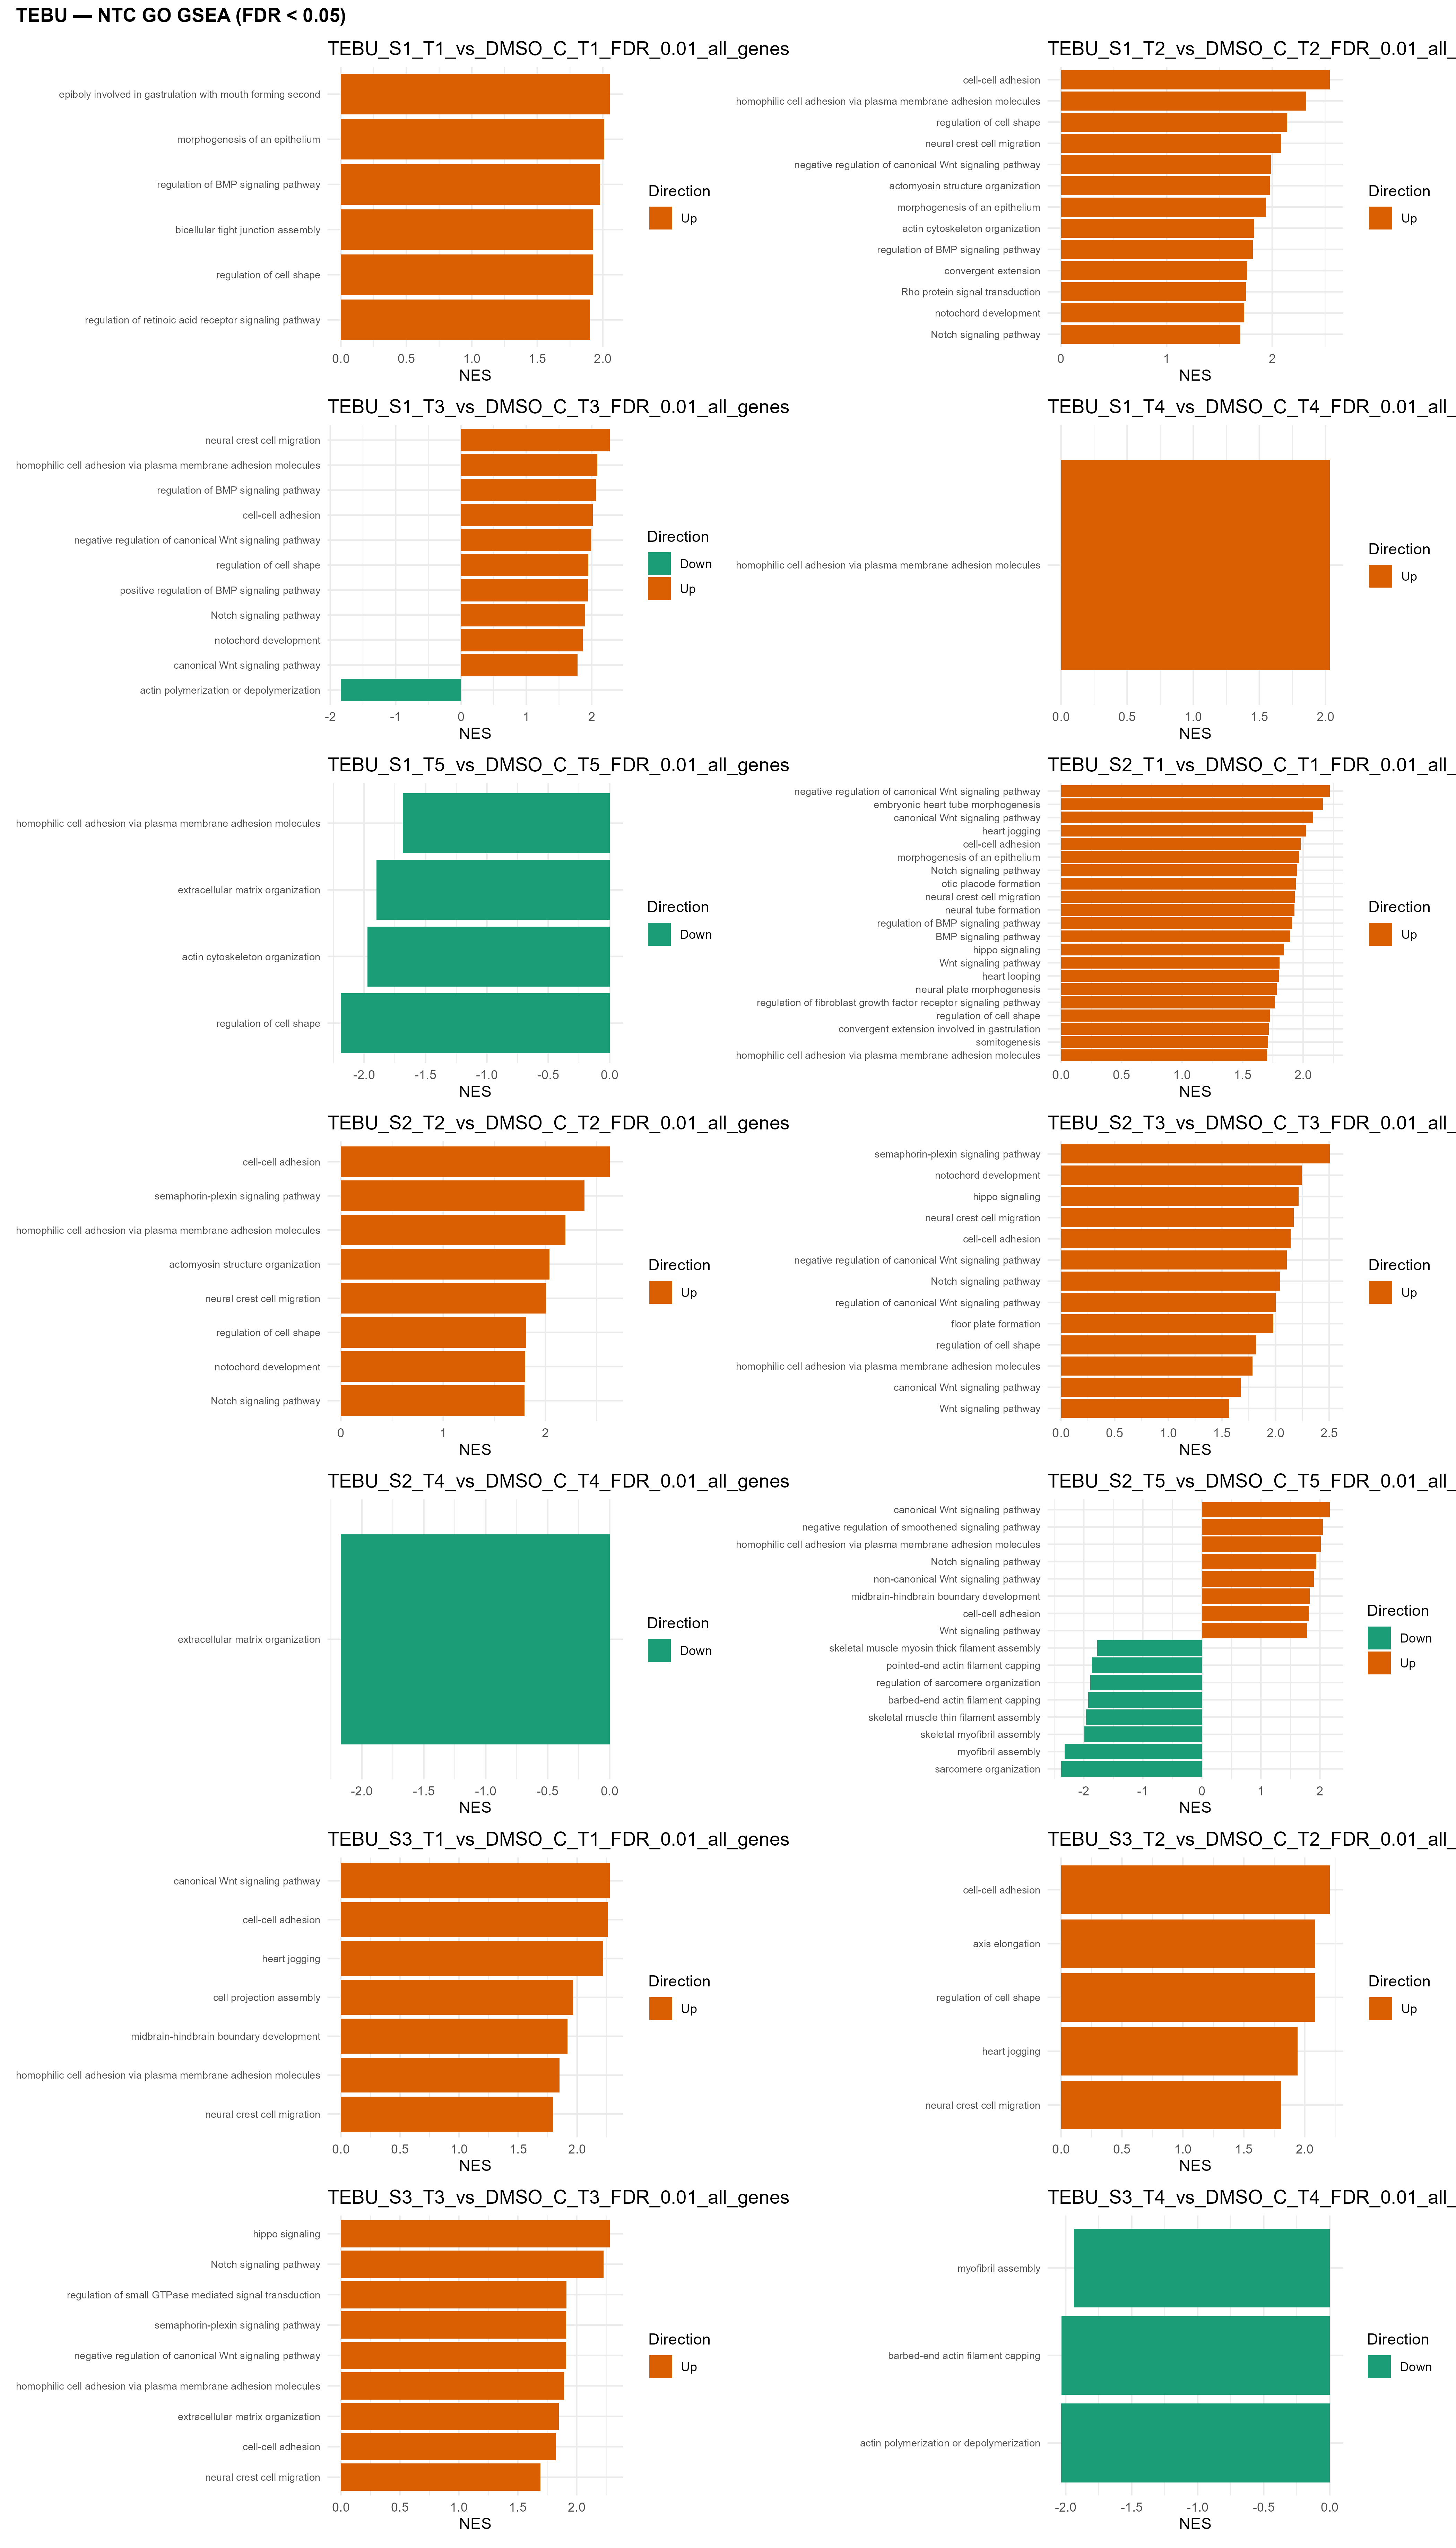 TEBU — NTC GO GSEA (FDR < 0.05)
TEBU_S1_T1_vs_DMSO_C_T1_FDR_0.01_all_genes
epiboly involved in gastrulation with mouth forming second
morphogenesis of an epithelium
regulation of BMP signaling pathway
bicellular tight junction assembly
regulation of cell shape
regulation of retinoic acid receptor signaling pathway
0.0 0.5 1.0 1.5 2.0
NES
Direction
Up
TEBU_S1_T2_vs_DMSO_C_T2_FDR_0.01_all_
cell-cell adhesion
homophilic cell adhesion via plasma membrane adhesion molecules
regulation of cell shape
neural crest cell migration
negative regulation of canonical Wnt signaling pathway
actomyosin structure organization
morphogenesis of an epithelium
actin cytoskeleton organization
regulation of BMP signaling pathway
convergent extension
Rho protein signal transduction
notochord development
Notch signaling pathway
0 1 2
NES
Direction
Up
TEBU_S1_T3_vs_DMSO_C_T3_FDR_0.01_all_genes
neural crest cell migration
homophilic cell adhesion via plasma membrane adhesion molecules
regulation of BMP signaling pathway
cell-cell adhesion
negative regulation of canonical Wnt signaling pathway
regulation of cell shape
positive regulation of BMP signaling pathway
Notch signaling pathway
notochord development
canonical Wnt signaling pathway
actin polymerization or depolymerization
-2 -1 0 1 2
NES
Direction
Down
Up
TEBU_S1_T4_vs_DMSO_C_T4_FDR_0.01_all_
homophilic cell adhesion via plasma membrane adhesion molecules
0.0 0.5 1.0 1.5 2.0
NES
Direction
Up
TEBU_S1_T5_vs_DMSO_C_T5_FDR_0.01_all_genes
homophilic cell adhesion via plasma membrane adhesion molecules
extracellular matrix organization
actin cytoskeleton organization
regulation of cell shape
-2.0 -1.5 -1.0 -0.5 0.0
NES
Direction
Down
TEBU_S2_T1_vs_DMSO_C_T1_FDR_0.01_all_
negative regulation of canonical Wnt signaling pathway
embryonic heart tube morphogenesis
canonical Wnt signaling pathway
heart jogging
cell-cell adhesion
morphogenesis of an epithelium
Notch signaling pathway
otic placode formation
neural crest cell migration
neural tube formation
regulation of BMP signaling pathway
BMP signaling pathway
hippo signaling
Wnt signaling pathway
heart looping
neural plate morphogenesis
regulation of fibroblast growth factor receptor signaling pathway
regulation of cell shape
convergent extension involved in gastrulation
somitogenesis
homophilic cell adhesion via plasma membrane adhesion molecules
0.0 0.5 1.0 1.5 2.0
NES
Direction
Up
TEBU_S2_T2_vs_DMSO_C_T2_FDR_0.01_all_genes
cell-cell adhesion
semaphorin-plexin signaling pathway
homophilic cell adhesion via plasma membrane adhesion molecules
actomyosin structure organization
neural crest cell migration
regulation of cell shape
notochord development
Notch signaling pathway
0 1 2
NES
Direction
Up
TEBU_S2_T3_vs_DMSO_C_T3_FDR_0.01_all_
semaphorin-plexin signaling pathway
notochord development
hippo signaling
neural crest cell migration
cell-cell adhesion
negative regulation of canonical Wnt signaling pathway
Notch signaling pathway
regulation of canonical Wnt signaling pathway
floor plate formation
regulation of cell shape
homophilic cell adhesion via plasma membrane adhesion molecules
canonical Wnt signaling pathway
Wnt signaling pathway
0.0 0.5 1.0 1.5 2.0 2.5
NES
Direction
Up
TEBU_S2_T4_vs_DMSO_C_T4_FDR_0.01_all_genes
extracellular matrix organization
-2.0 -1.5 -1.0 -0.5 0.0
NES
Direction
Down
TEBU_S2_T5_vs_DMSO_C_T5_FDR_0.01_all_
canonical Wnt signaling pathway
negative regulation of smoothened signaling pathway
homophilic cell adhesion via plasma membrane adhesion molecules
Notch signaling pathway
non-canonical Wnt signaling pathway
midbrain-hindbrain boundary development
cell-cell adhesion
Wnt signaling pathway
skeletal muscle myosin thick filament assembly
pointed-end actin filament capping
regulation of sarcomere organization
barbed-end actin filament capping
skeletal muscle thin filament assembly
skeletal myofibril assembly
myofibril assembly
sarcomere organization
-2 -1 0 1 2
NES
Direction
Down
Up
TEBU_S3_T1_vs_DMSO_C_T1_FDR_0.01_all_genes
canonical Wnt signaling pathway
cell-cell adhesion
heart jogging
cell projection assembly
midbrain-hindbrain boundary development
homophilic cell adhesion via plasma membrane adhesion molecules
neural crest cell migration
0.0 0.5 1.0 1.5 2.0
NES
Direction
Up
TEBU_S3_T2_vs_DMSO_C_T2_FDR_0.01_all_
cell-cell adhesion
axis elongation
regulation of cell shape
heart jogging
neural crest cell migration
0.0 0.5 1.0 1.5 2.0
NES
Direction
Up
TEBU_S3_T3_vs_DMSO_C_T3_FDR_0.01_all_genes
hippo signaling
Notch signaling pathway
regulation of small GTPase mediated signal transduction
semaphorin-plexin signaling pathway
negative regulation of canonical Wnt signaling pathway
homophilic cell adhesion via plasma membrane adhesion molecules
extracellular matrix organization
cell-cell adhesion
neural crest cell migration
0.0 0.5 1.0 1.5 2.0
NES
Direction
Up
TEBU_S3_T4_vs_DMSO_C_T4_FDR_0.01_all_
myofibril assembly
barbed-end actin filament capping
actin polymerization or depolymerization
-2.0 -1.5 -1.0 -0.5 0.0
NES
Direction
Down